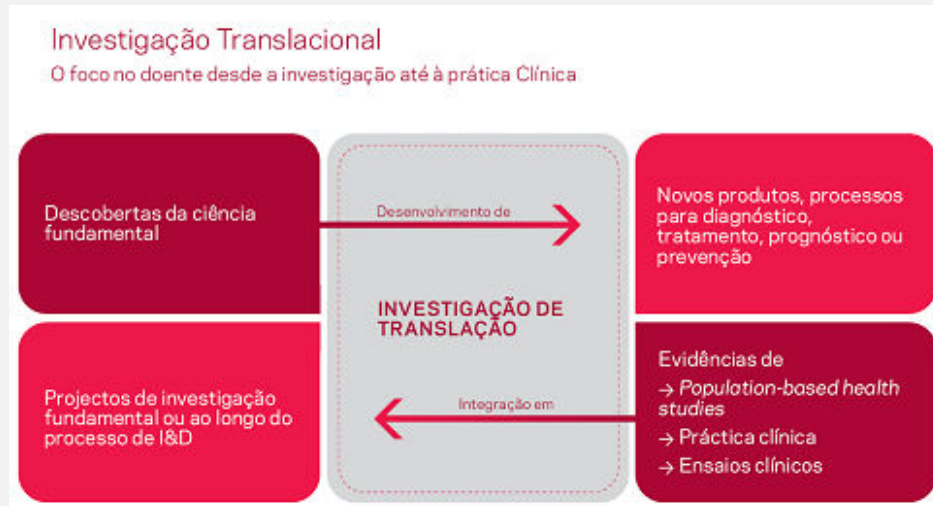 Investigação Translacional
O foco no doente desde a investigação até à prática Clínica
Descobertas da ciência
fundamental
Desenvolvimento de
Novos produtos, processos
para diagnóstico,
tratamento, prognóstico ou
prevenção
INVESTIGAÇÃO DE
TRANSLAÇÃO
Projectos de investigação
fundamental ou ao longo do
processo de I&D
Integração em
Evidências de
→ Population-based health
studies
→ Práctica clínica
→ Ensaios clínicos